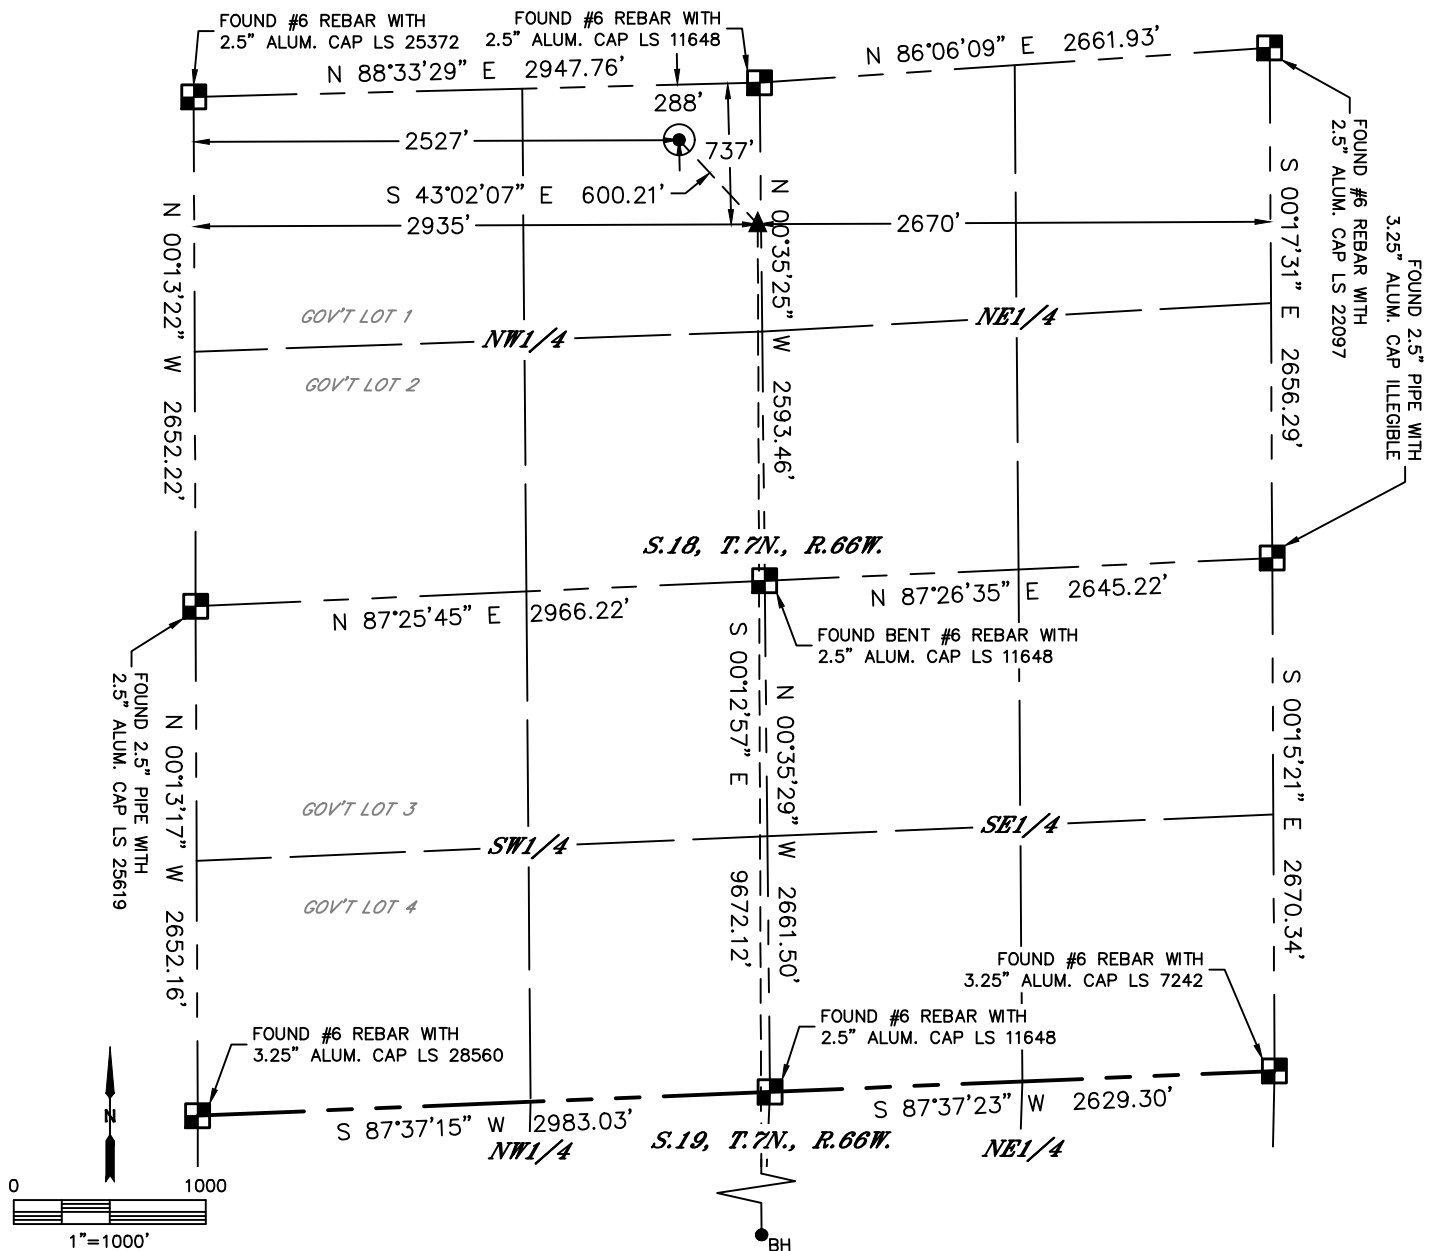 FOUND #6 REBAR WITH
2.5" ALUM. CAP LS 25372
FOUND #6 REBAR WITH
2.5" ALUM. CAP LS 11648
N 88°33'29" E 2947.76'
N 86°06'09" E 2661.93'
288'
2527'
737'
S 43°02'07" E 600.21'
2935'
2670'
FOUND #6 REBAR WITH
2.5" ALUM. CAP LS 22097
FOUND 2.5" PIPE WITH
3.25" ALUM. CAP ILLEGIBLE
N 00°13'22" W 2652.22'
N 00°35'25" W 2593.46'
S 00°17'31" E 2656.29'
GOV'T LOT 1
NW1/4
NE1/4
GOV'T LOT 2
S.18, T.7N., R.66W.
N 87°25'45" E 2966.22'
N 87°26'35" E 2645.22'
FOUND BENT #6 REBAR WITH
2.5" ALUM. CAP LS 11648
FOUND 2.5" PIPE WITH
2.5" ALUM. CAP LS 25619
N 00°13'17" W 2652.16'
S 00°12'57" E 9672.12'
N 00°35'29" W 2661.50'
S 00°15'21" E 2670.34'
GOV'T LOT 3
SW1/4
SE1/4
GOV'T LOT 4
FOUND #6 REBAR WITH
3.25" ALUM. CAP LS 7242
FOUND #6 REBAR WITH
3.25" ALUM. CAP LS 28560
FOUND #6 REBAR WITH
2.5" ALUM. CAP LS 11648
S 87°37'15" W 2983.03'
S 87°37'23" W 2629.30'
NW1/4
S.19, T.7N., R.66W.
NE1/4
N
0 1000
1"=1000'
BH